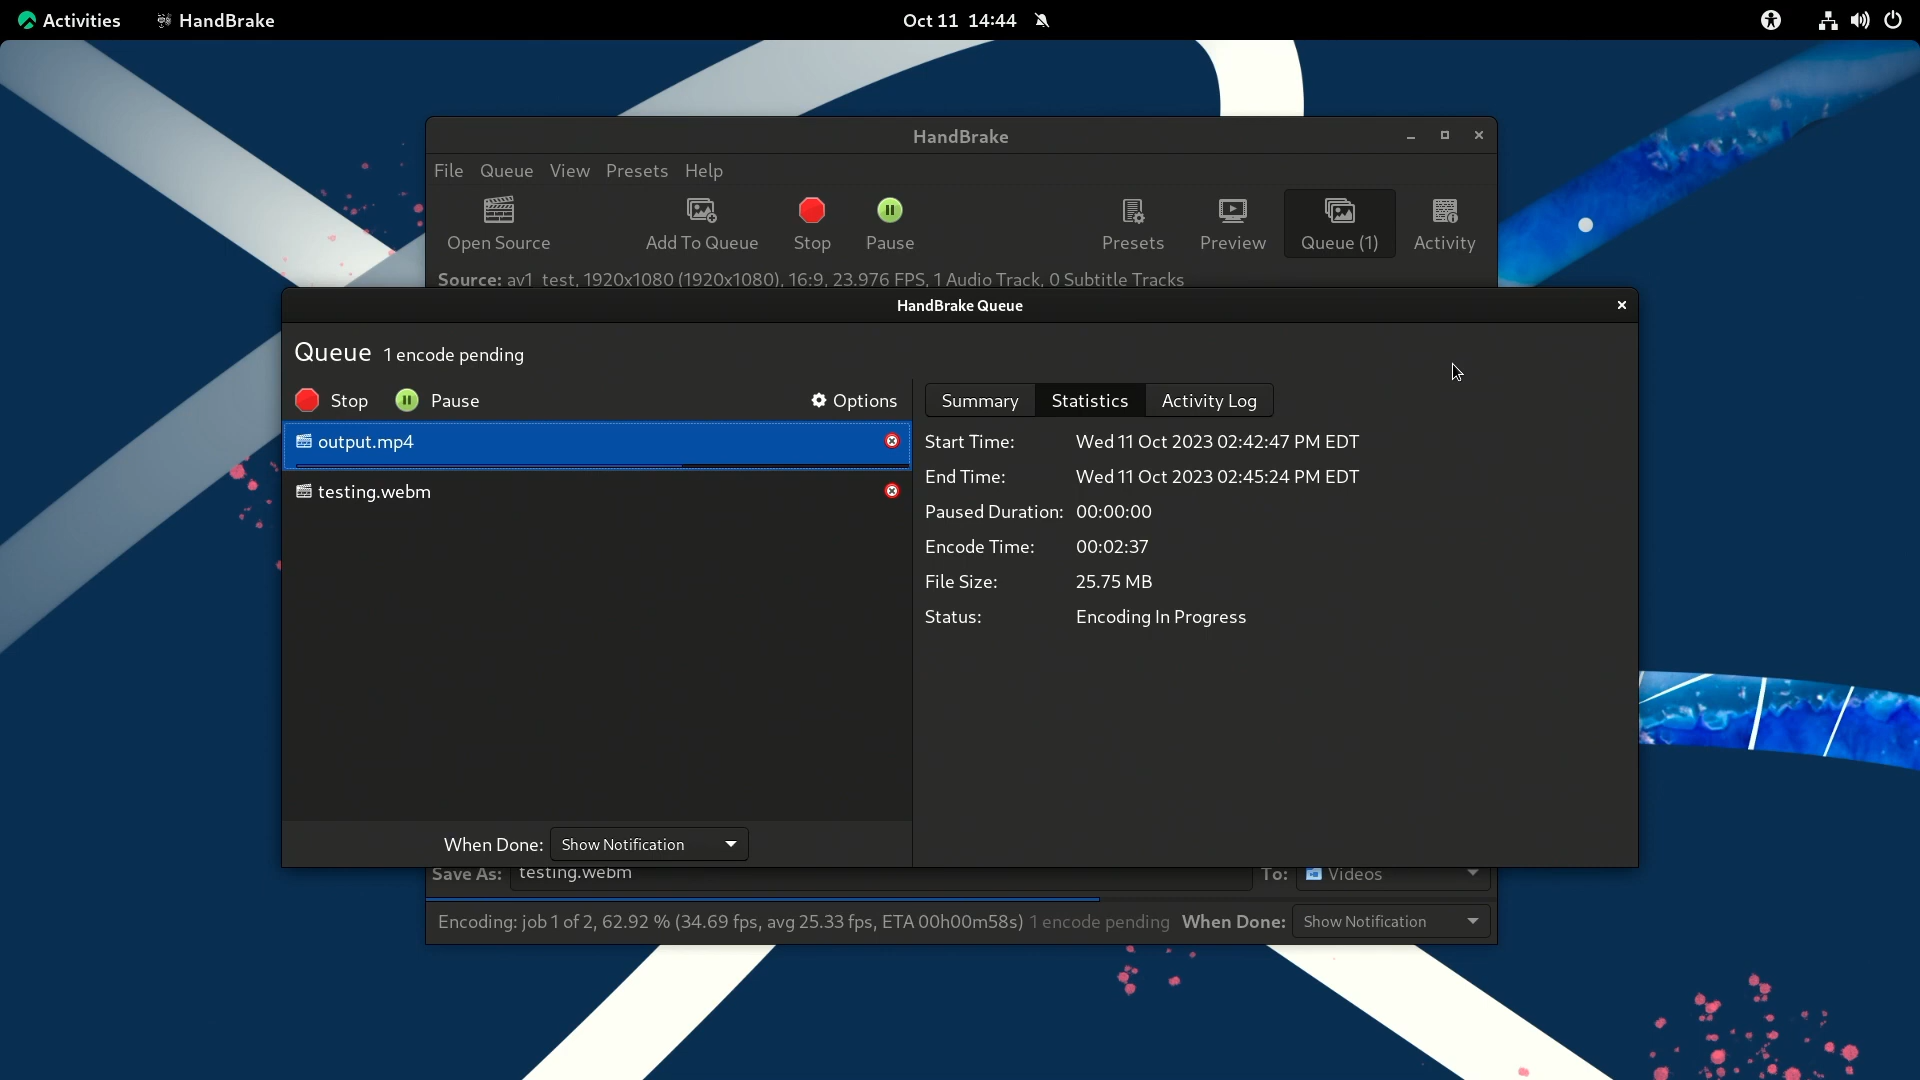 Activities HandBrake Oct 11 14:44
HandBrake
File Queue View Presets Help
Open Source Add To Queue Stop Pause Presets Preview Queue (1) Activity
Source: av1_test, 1920x1080 (1920x1080), 16:9, 23.976 FPS, 1 Audio Track, 0 Subtitle Tracks
HandBrake Queue
Queue 1 encode pending
Stop Pause Options
output.mp4
testing.webm
When Done: Show Notification
Summary Statistics Activity Log
Start Time: Wed 11 Oct 2023 02:42:47 PM EDT
End Time: Wed 11 Oct 2023 02:45:24 PM EDT
Paused Duration: 00:00:00
Encode Time: 00:02:37
File Size: 25.75 MB
Status: Encoding In Progress
Save As: testing.webm To: Videos
Encoding: job 1 of 2, 62.92 % (34.69 fps, avg 25.33 fps, ETA 00h00m58s) 1 encode pending When Done: Show Notification